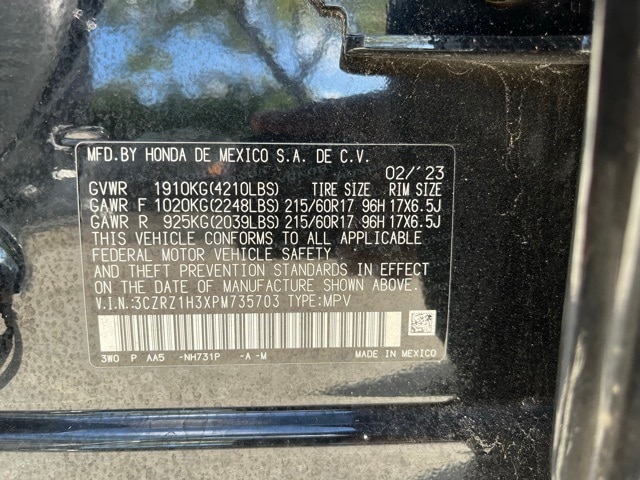 MFD.BY HONDA DE MEXICO S.A. DE C.V.
02/'23
GVWR 1910KG(4210LBS) TIRE SIZE RIM SIZE
GAWR F 1020KG(2248LBS) 215/60R17 96H 17X6.5J
GAWR R 925KG(2039LBS) 215/60R17 96H 17X6.5J
THIS VEHICLE CONFORMS TO ALL APPLICABLE
FEDERAL MOTOR VEHICLE SAFETY
AND THEFT PREVENTION STANDARDS IN EFFECT
ON THE DATE OF MANUFACTURE SHOWN ABOVE.
V.I.N.:3CZRZ1H3XPM735703 TYPE:MPV
3W0 P AA5 -NH731P -A -M MADE IN MEXICO